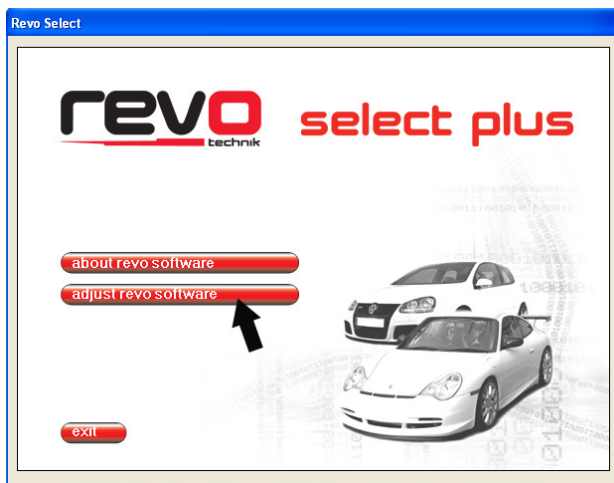 Revo Select
revo
technik
select plus
about revo software
adjust revo software
exit